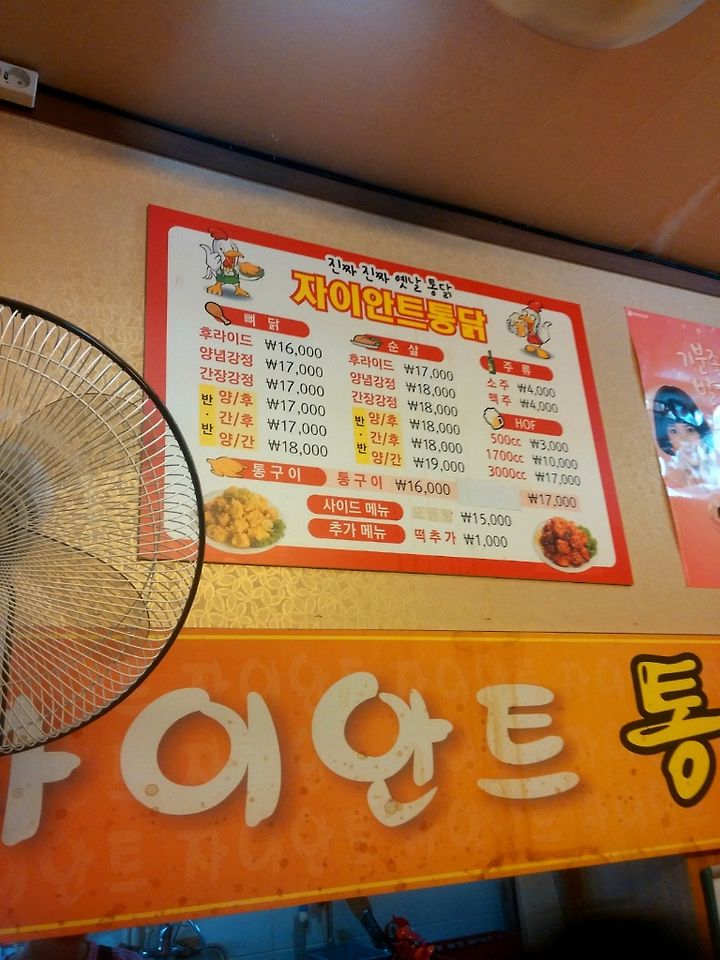 진짜 진짜 옛날 통닭
자이안트통닭
뼈 닭
후라이드 ₩16,000
양념강정 ₩17,000
간장강정 ₩17,000
반·반 양/후 ₩17,000
간/후 ₩17,000
양/간 ₩18,000
순 살
후라이드 ₩17,000
양념강정 ₩18,000
간장강정 ₩18,000
반·반 양/후 ₩18,000
간/후 ₩18,000
양/간 ₩19,000
주 류
소주 ₩4,000
맥주 ₩4,000
HOF
500cc ₩3,000
1700cc ₩10,000
3000cc ₩17,000
통구이 통구이 ₩16,000 ₩17,000
사이드 메뉴 ₩15,000
추가 메뉴 떡추가 ₩1,000
기분
자이안트 통